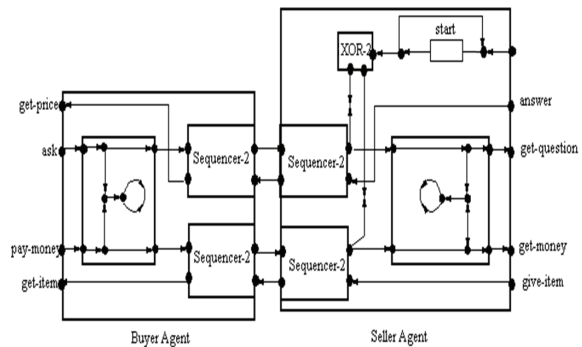 start
XOR-2
get-price
answer
ask
Sequencer-2
Sequencer-2
get-question
pay-money
Sequencer-2
Sequencer-2
get-money
get-item
give-item
Buyer Agent
Seller Agent